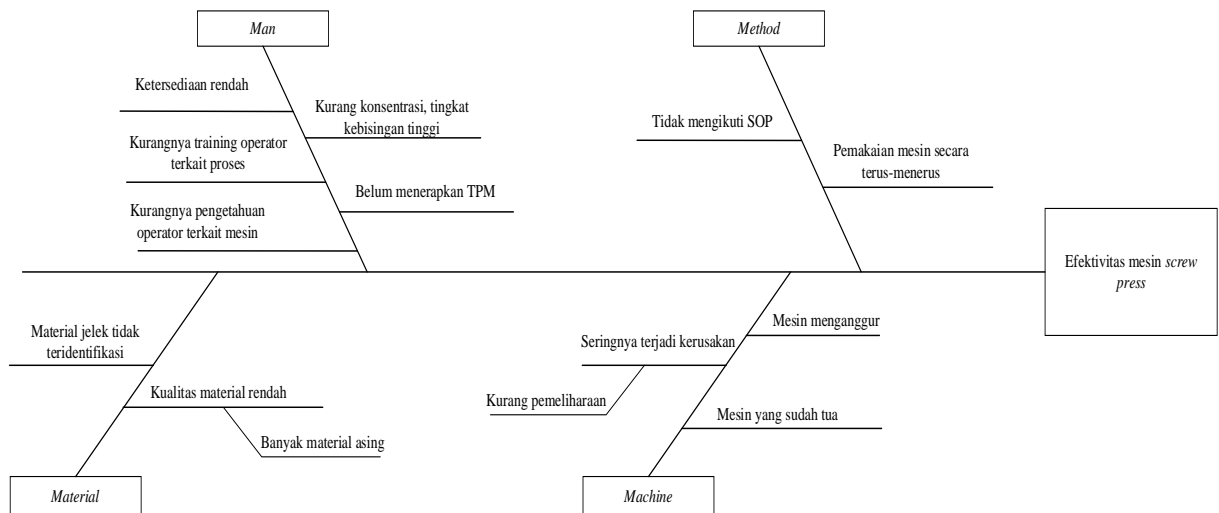 Man
Method
Ketersediaan rendah
Kurang konsentrasi, tingkat
kebisingan tinggi
Kurangnya training operator
terkait proses
Belum menerapkan TPM
Kurangnya pengetahuan
operator terkait mesin
Tidak mengikuti SOP
Pemakaian mesin secara
terus-menerus
Efektivitas mesin screw
press
Material jelek tidak
teridentifikasi
Kualitas material rendah
Banyak material asing
Mesin menganggur
Seringnya terjadi kerusakan
Kurang pemeliharaan
Mesin yang sudah tua
Material
Machine